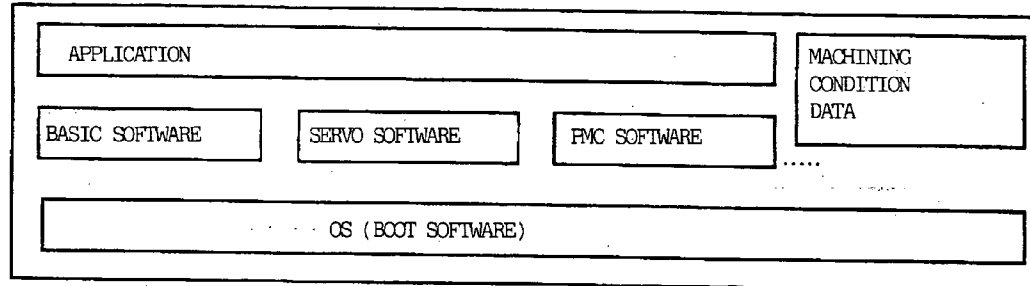 APPLICATION
MACHINING
CONDITION
DATA
BASIC SOFTWARE
SERVO SOFTWARE
PMC SOFTWARE
.....
OS (BOOT SOFTWARE)